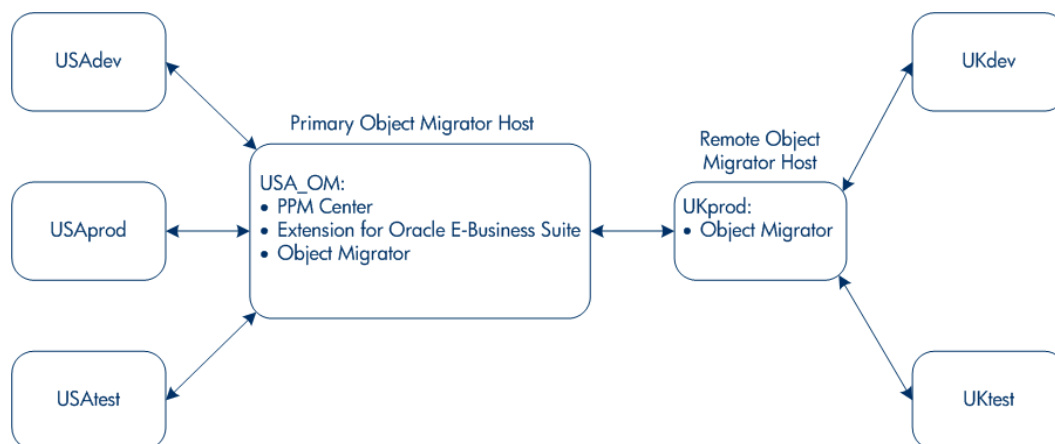 USAdev
USAprod
USAtest
Primary Object Migrator Host
USA_OM:
• PPM Center
• Extension for Oracle E-Business Suite
• Object Migrator
Remote Object
Migrator Host
UKprod:
• Object Migrator
UKdev
UKtest